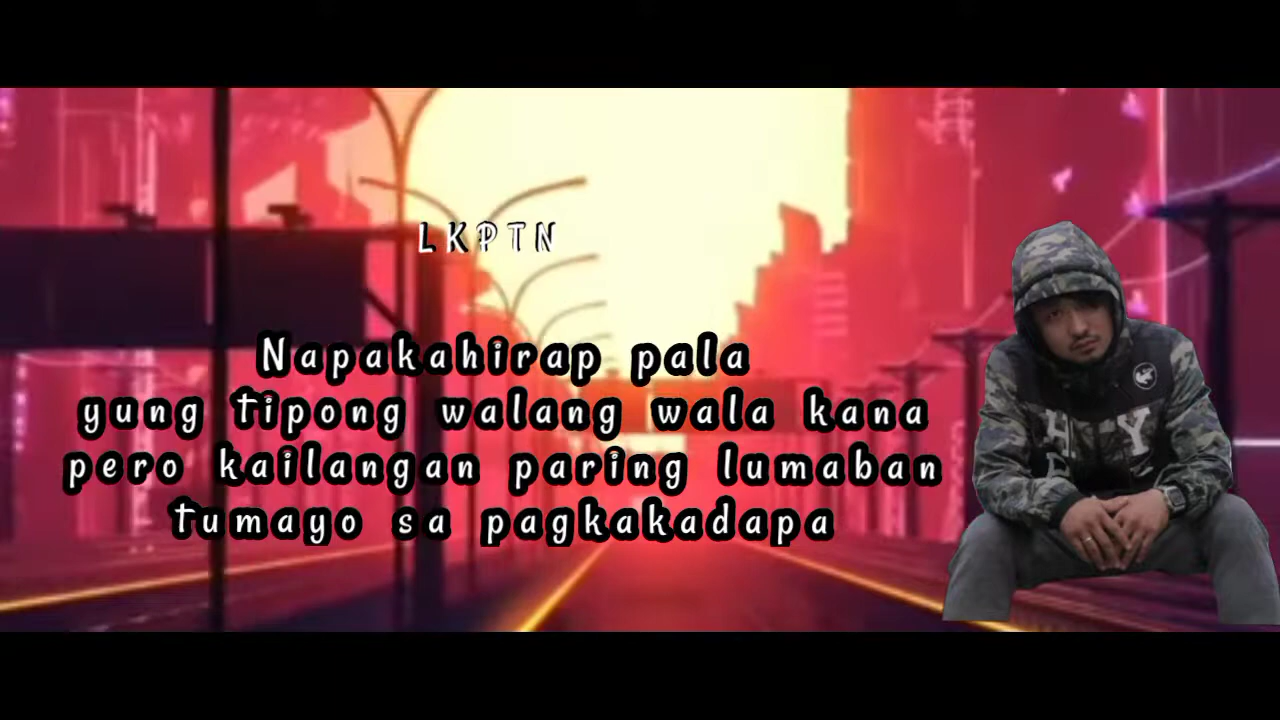 LKPTN
Napakahirap pala
yung tipong walang wala kana
pero kailangan paring lumaban
tumayo sa pagkakadapa